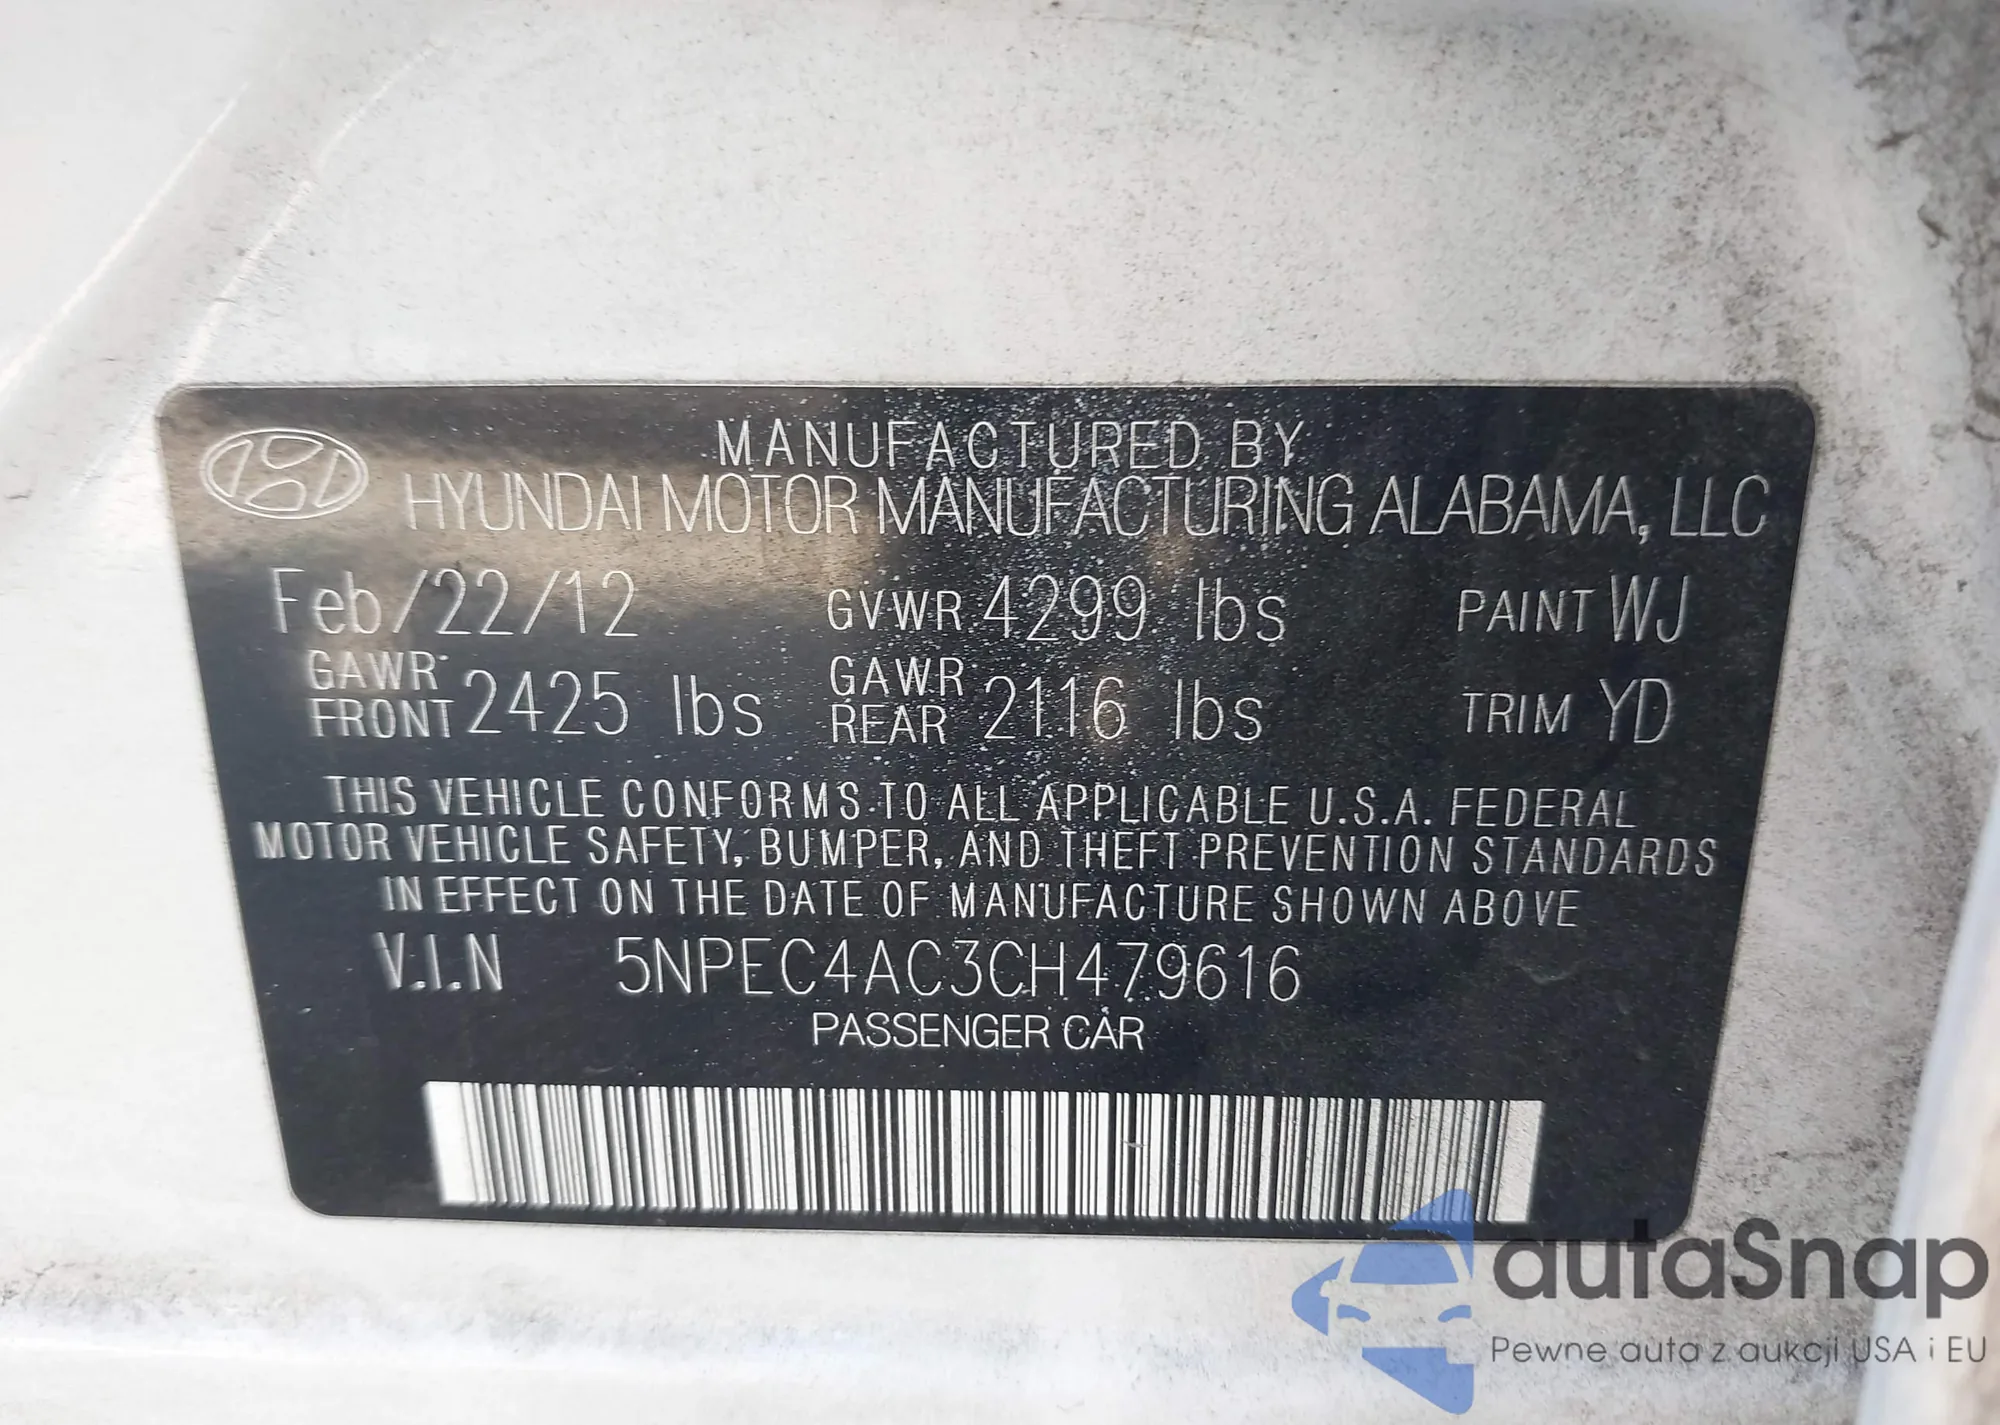 MANUFACTURED BY
HYUNDAI MOTOR MANUFACTURING ALABAMA, LLC
Feb/22/12 GVWR 4299 lbs PAINT WJ
GAWR FRONT 2425 lbs GAWR REAR 2116 lbs TRIM YD
THIS VEHICLE CONFORMS TO ALL APPLICABLE U.S.A. FEDERAL
MOTOR VEHICLE SAFETY, BUMPER, AND THEFT PREVENTION STANDARDS
IN EFFECT ON THE DATE OF MANUFACTURE SHOWN ABOVE
V.I.N 5NPEC4AC3CH479616
PASSENGER CAR
autaSnap
Pewne auta z aukcji USA i EU